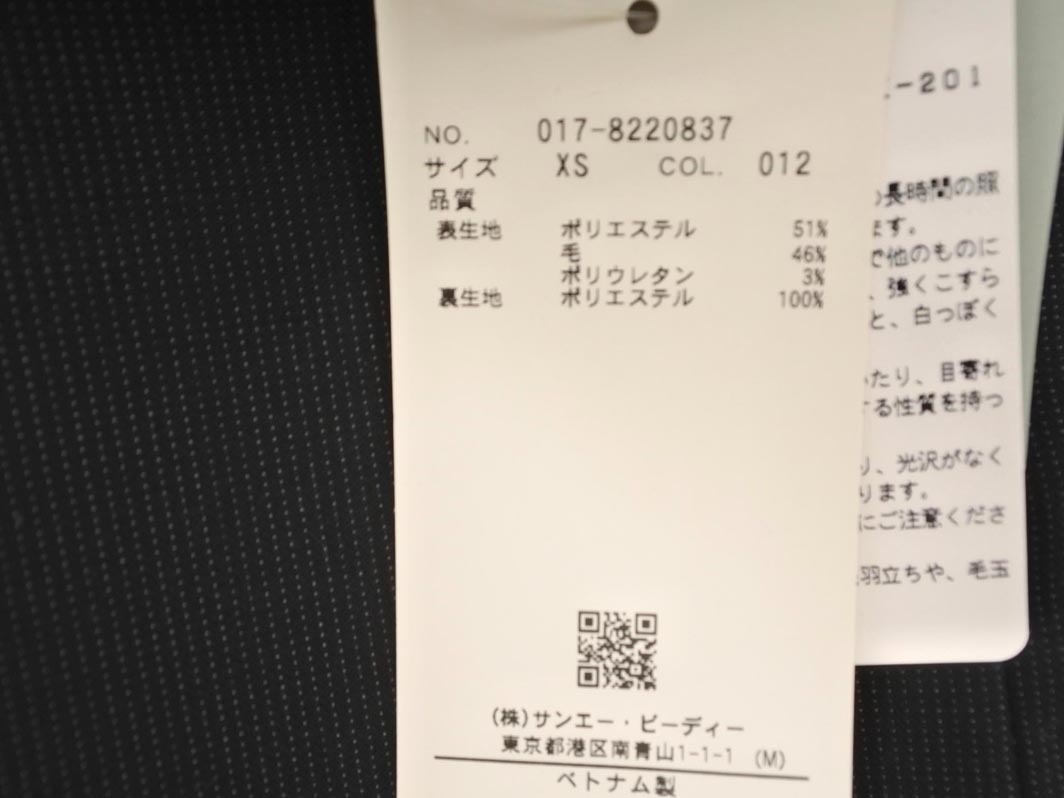 NO. 017-8220837
サイズ XS COL. 012
品質
表生地 ポリエステル 51%
毛 46%
ポリウレタン 3%
裏生地 ポリエステル 100%
(株)サンエー・ビーディー
東京都港区南青山1-1-1 (M)
ベトナム製
-201
の長時間の照
ます。
で他のものに
、強くこすら
と、白っぽく
たり、目寄れ
する性質を持つ
り、光沢がなく
ります。
にご注意くださ
羽立ちや、毛玉